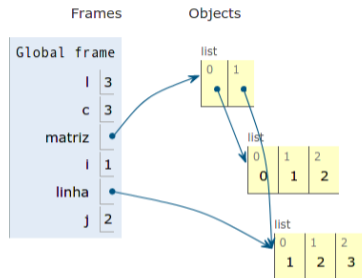 Frames Objects
Global frame
l 3
c 3
matriz
i 1
linha
j 2
list
0 1
list
0 1 2
0 1 2
list
0 1 2
1 2 3